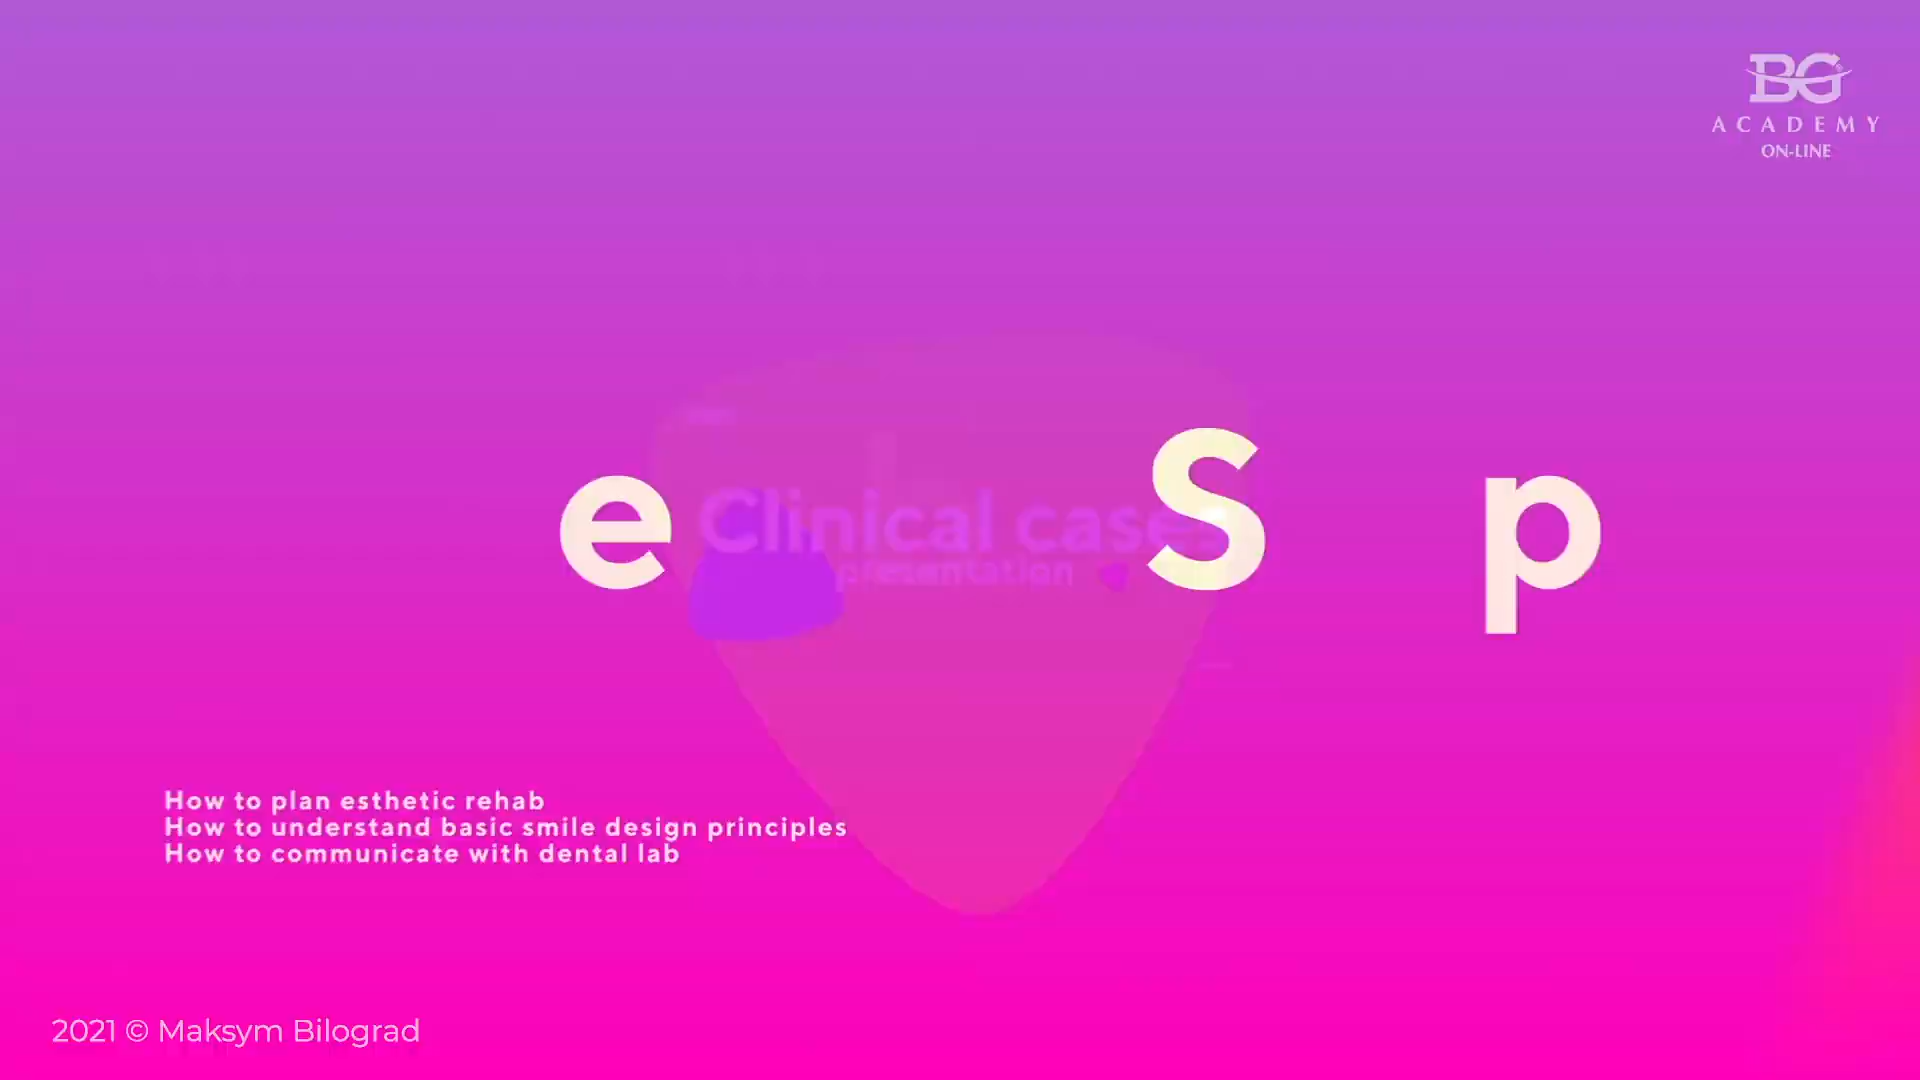 BG
ACADEMY
ON-LINE
e S p
Clinical cases
presentation
How to plan esthetic rehab
How to understand basic smile design principles
How to communicate with dental lab
2021 © Maksym Bilograd